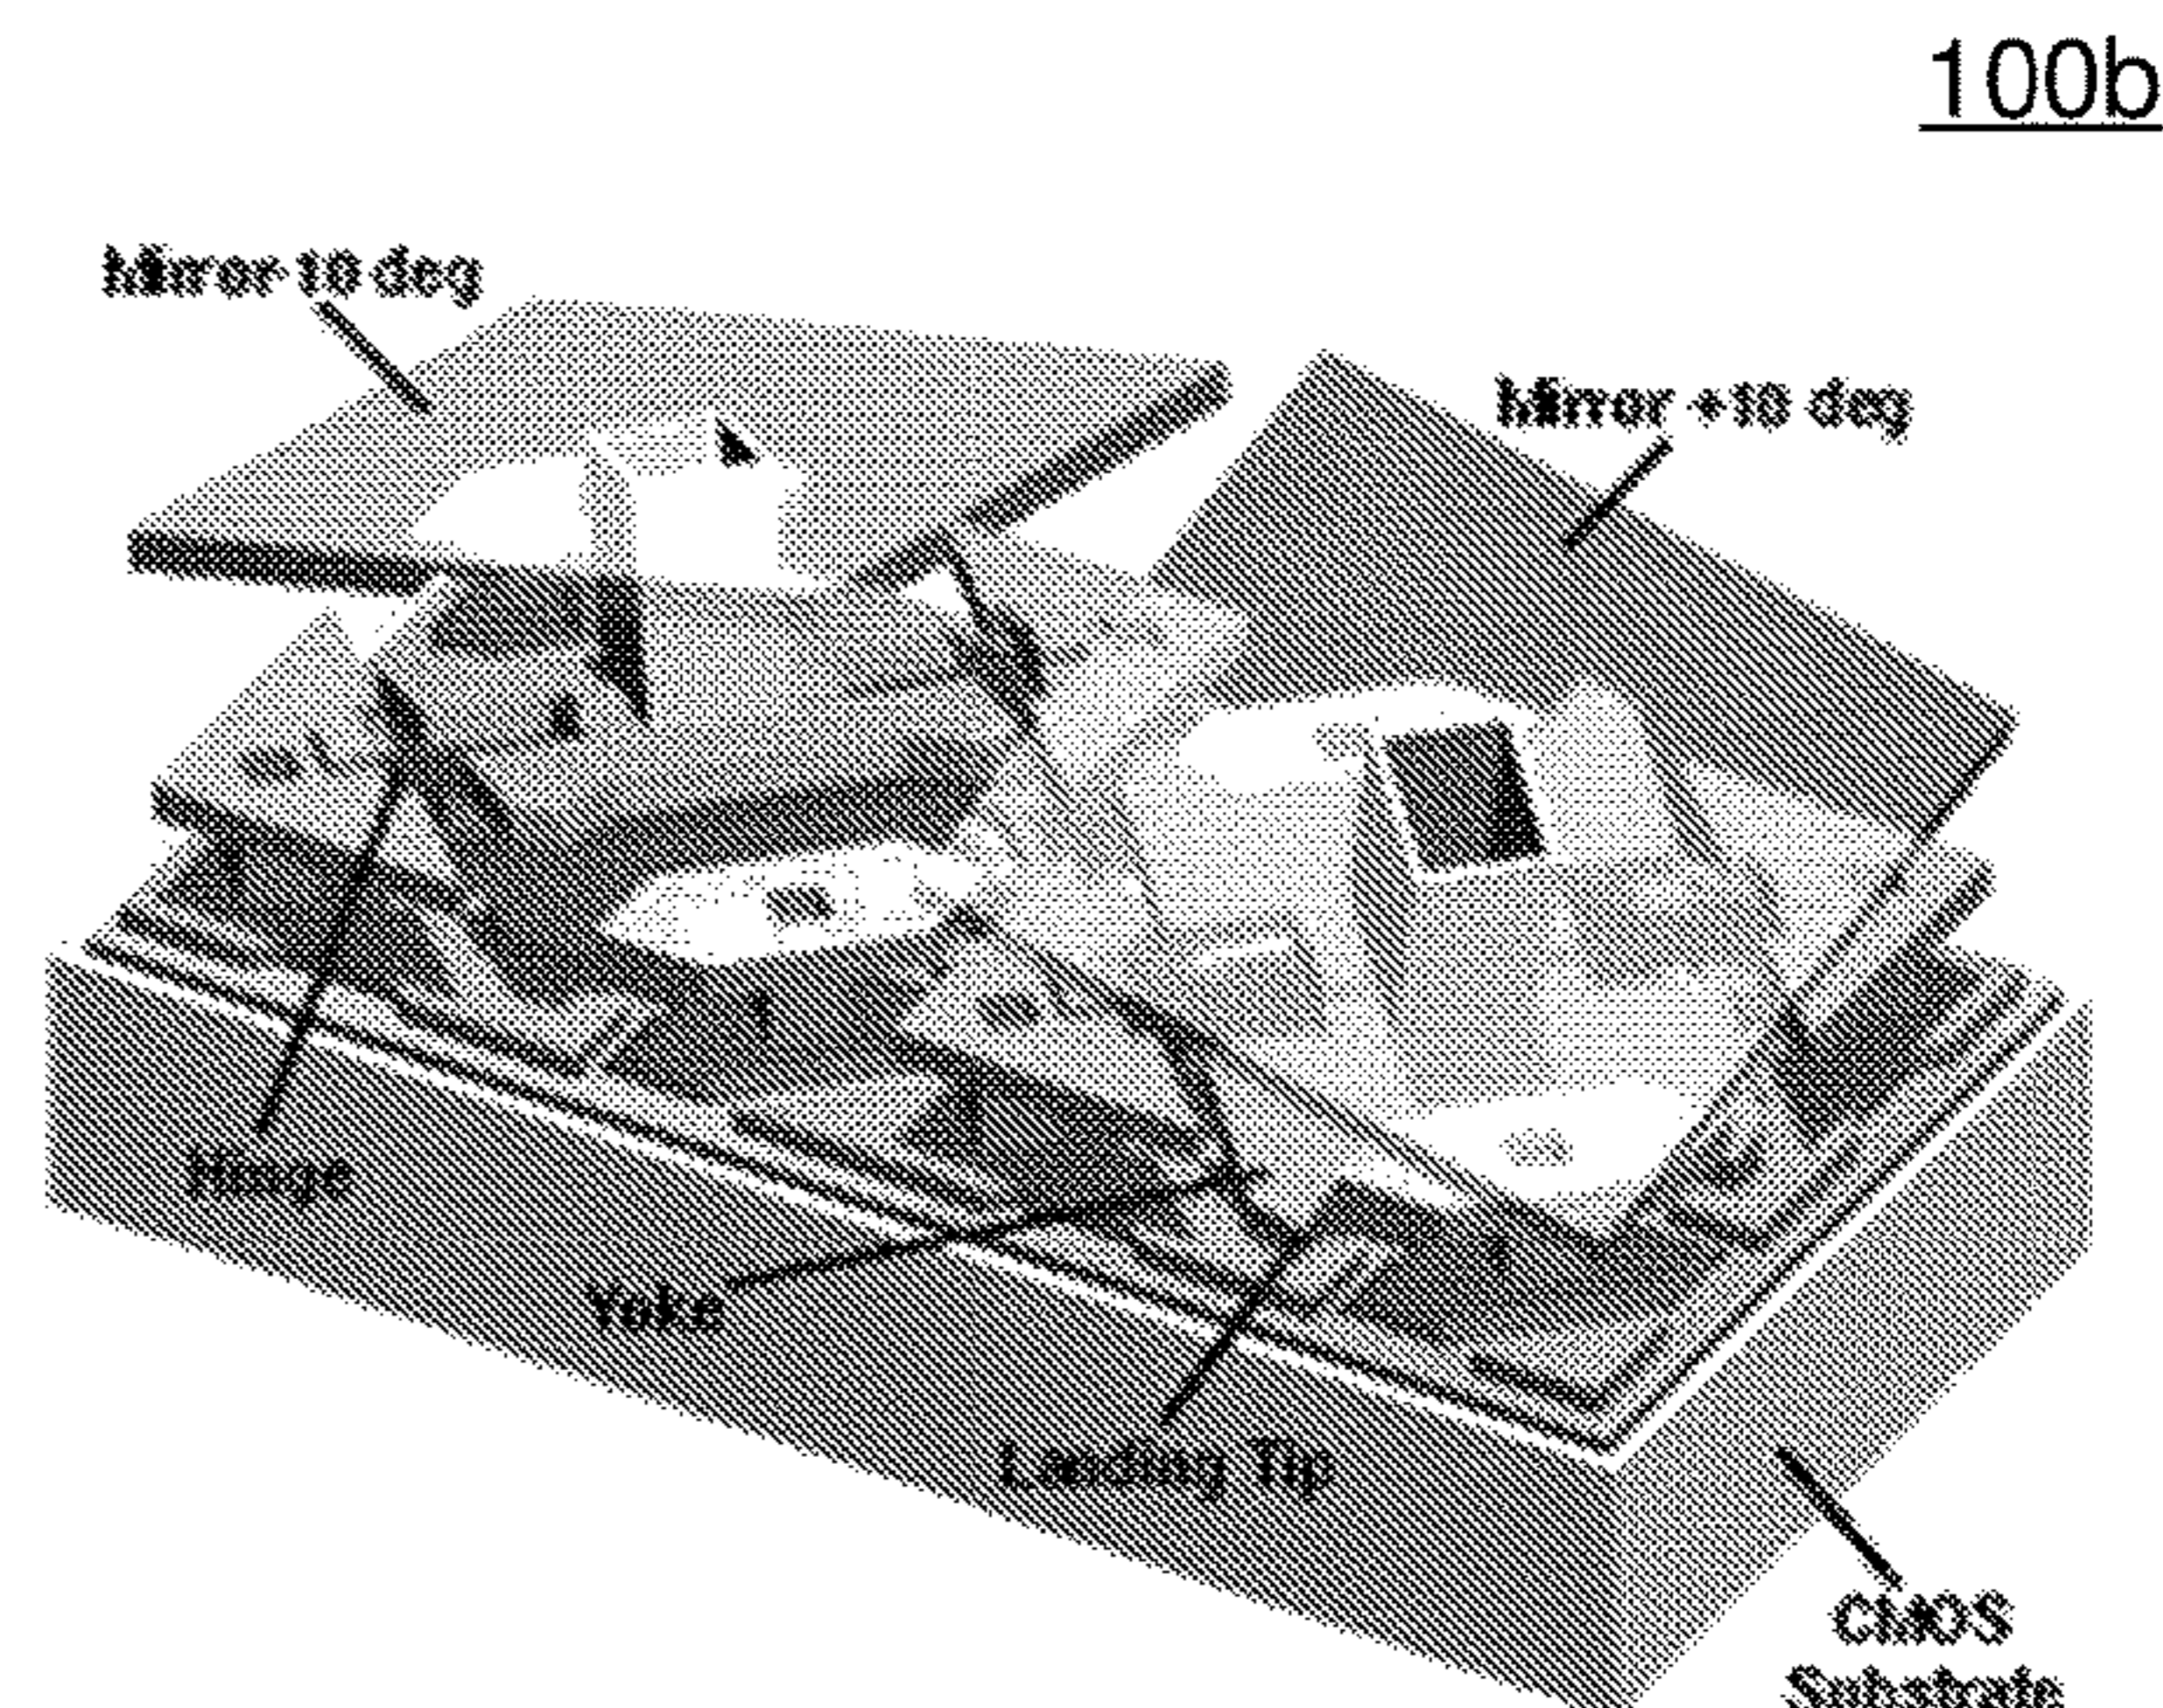 100b
Mirror-10 deg
Mirror +10 deg
Hinge
Yoke
Landing Tip
CMOS
Substrate